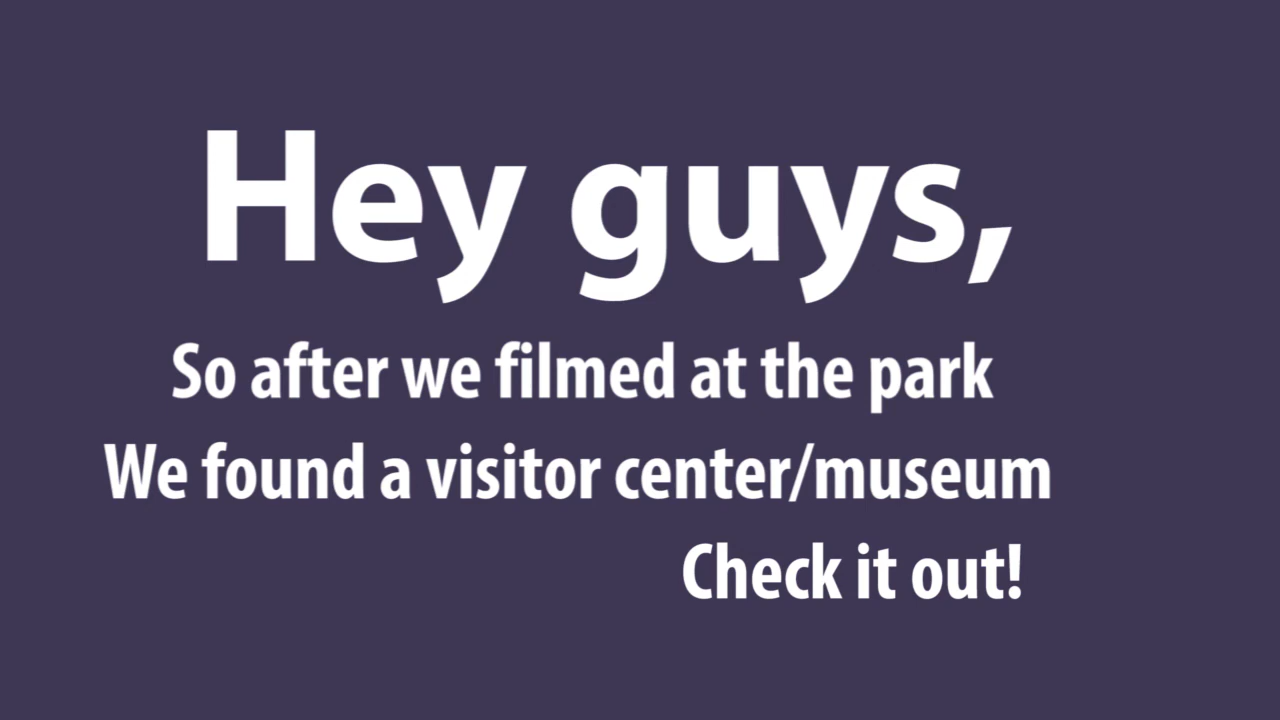 Hey guys,
So after we filmed at the park
We found a visitor center/museum
Check it out!